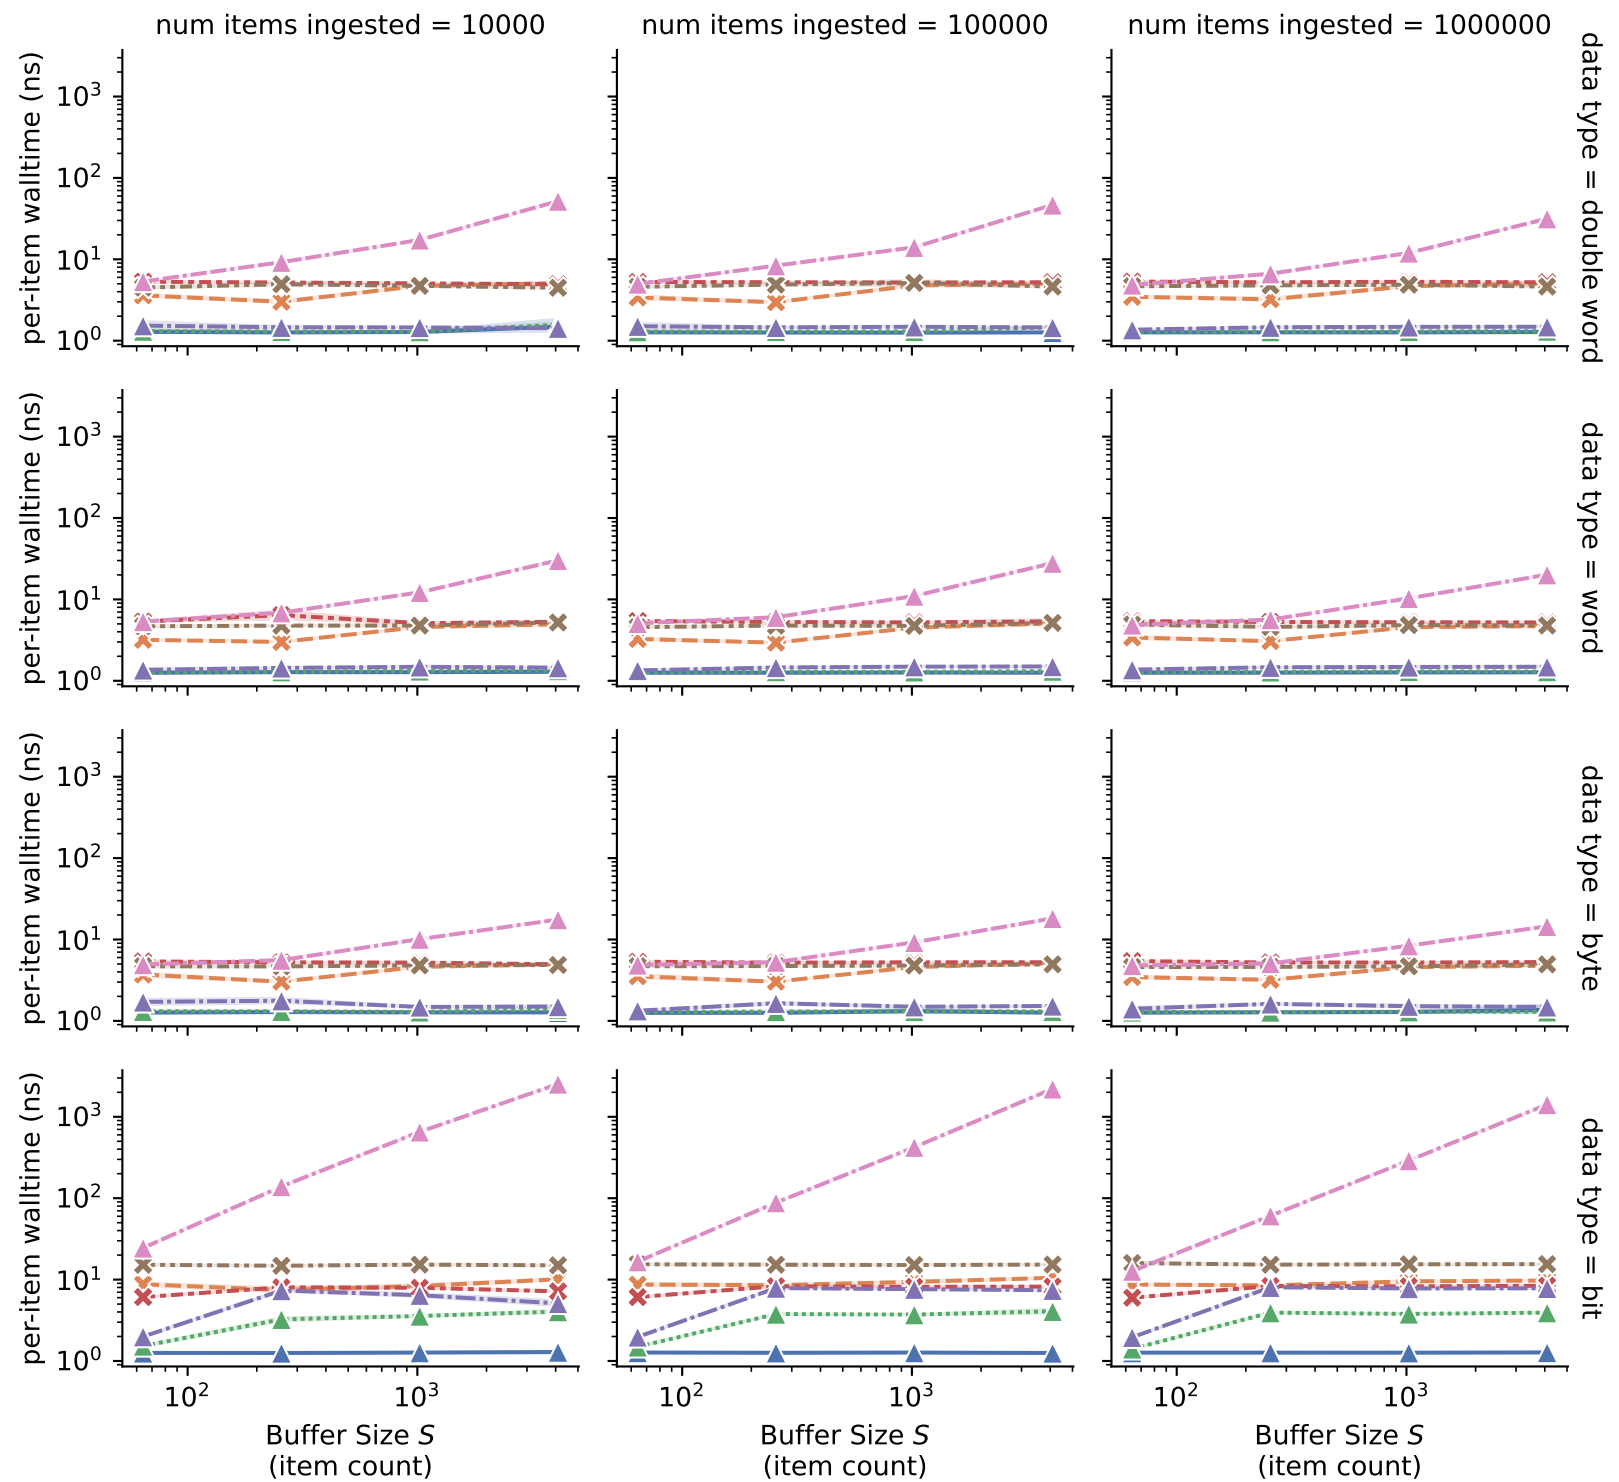 num items ingested = 10000
num items ingested = 100000
num items ingested = 1000000
per-item walltime (ns)
10³
10²
10¹
10⁰
data type = double word
per-item walltime (ns)
10³
10²
10¹
10⁰
data type = word
per-item walltime (ns)
10³
10²
10¹
10⁰
data type = byte
per-item walltime (ns)
10³
10²
10¹
10⁰
data type = bit
10² 10³
10² 10³
10² 10³
Buffer Size S
(item count)
Buffer Size S
(item count)
Buffer Size S
(item count)